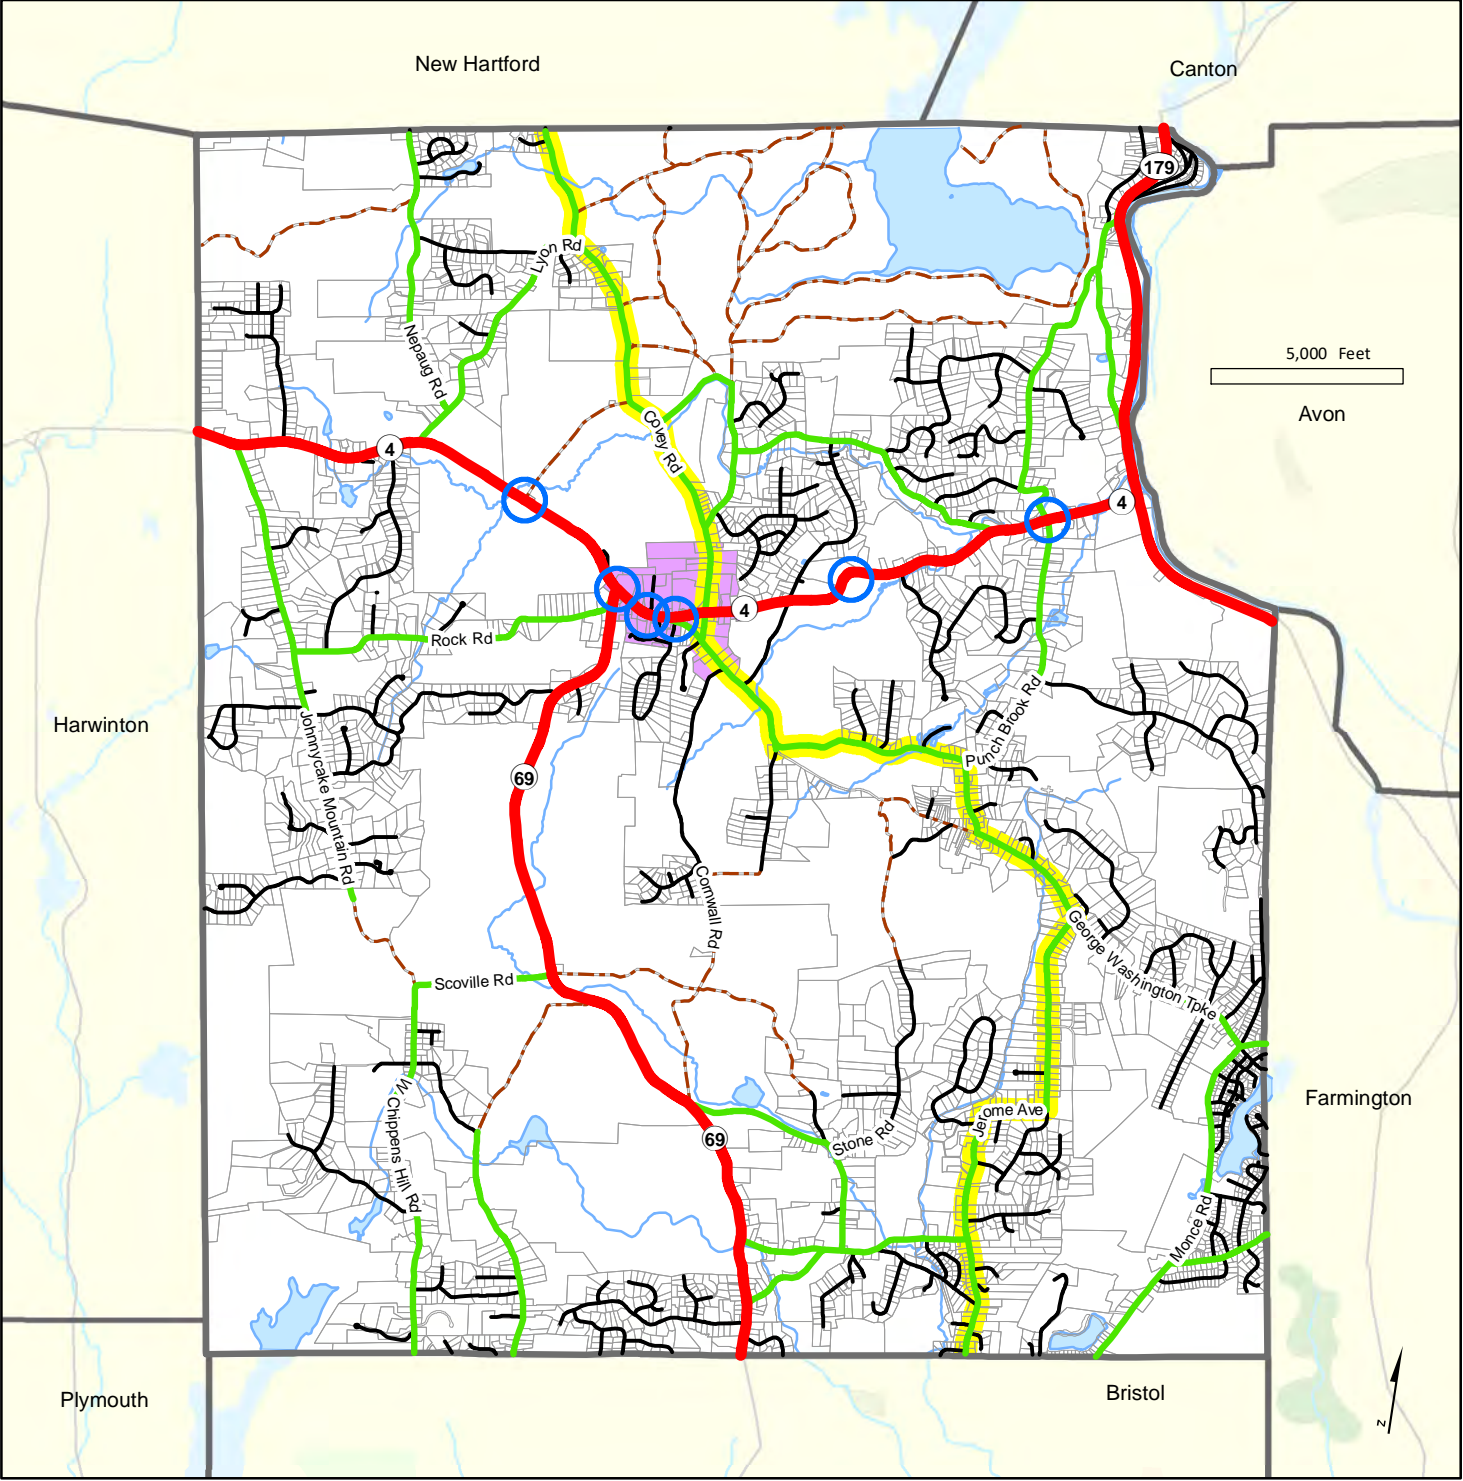 New Hartford
Canton
179
Lyon Rd
Nepaug Rd
5,000 Feet
Avon
Covey Rd
4
4
4
Rock Rd
Harwinton
Johnnycake Mountain Rd
69
Punch Brook Rd
Cornwall Rd
George Washington Tpke
Scoville Rd
W Chippens Hill Rd
Jerome Ave
Farmington
69
Stone Rd
Monce Rd
Plymouth
Bristol
N